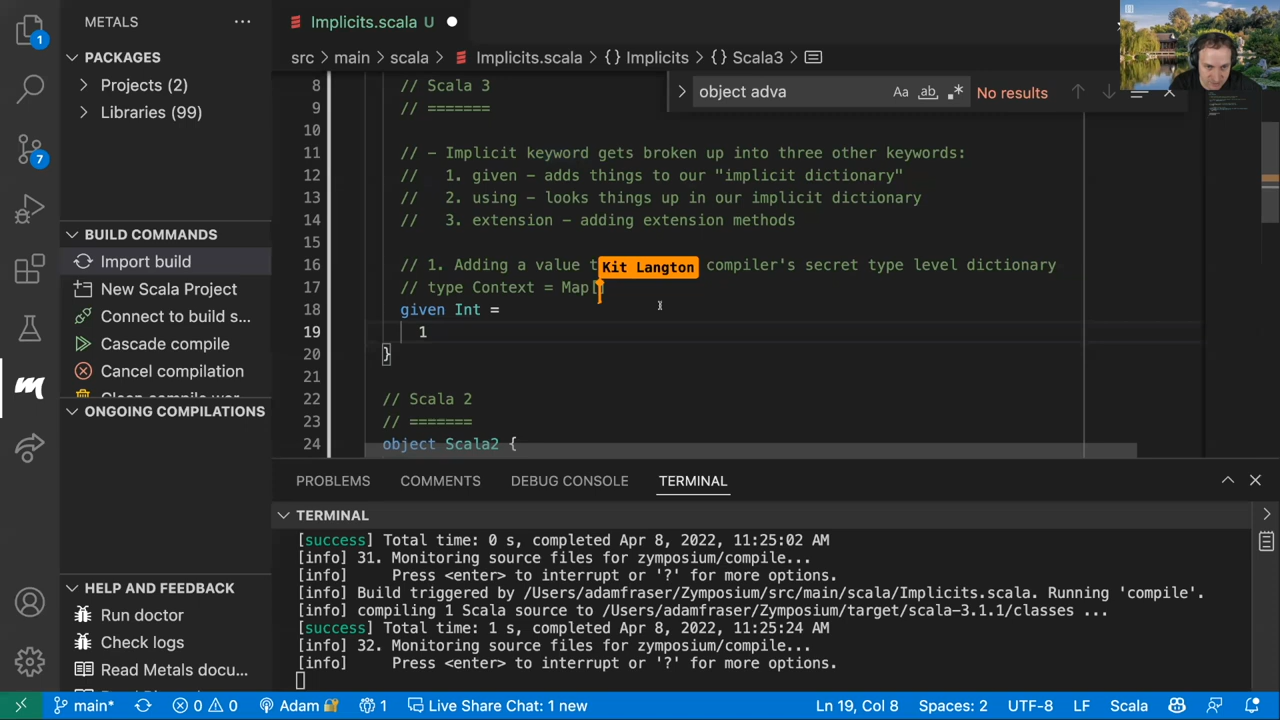 METALS
Implicits.scala U
1
PACKAGES
Projects (2)
Libraries (99)
src > main > scala > Implicits.scala > {} Implicits > {} Scala3 >
object adva
Aa ab .*
No results
8 // Scala 3
9 // =======
10
11 // - Implicit keyword gets broken up into three other keywords:
12 // 1. given - adds things to our "implicit dictionary"
13 // 2. using - looks things up in our implicit dictionary
14 // 3. extension - adding extension methods
15
16 // 1. Adding a value t Kit Langton compiler's secret type level dictionary
17 // type Context = Map[]
18 given Int =
19 1
20 }
21
22 // Scala 2
23 // =======
24 object Scala2 {
7
BUILD COMMANDS
Import build
New Scala Project
Connect to build s...
Cascade compile
Cancel compilation
ONGOING COMPILATIONS
HELP AND FEEDBACK
Run doctor
Check logs
Read Metals docu...
PROBLEMS COMMENTS DEBUG CONSOLE TERMINAL
TERMINAL
[success] Total time: 0 s, completed Apr 8, 2022, 11:25:02 AM
[info] 31. Monitoring source files for zymposium/compile...
[info] Press <enter> to interrupt or '?' for more options.
[info] Build triggered by /Users/adamfraser/Zymposium/src/main/scala/Implicits.scala. Running 'compile'.
[info] compiling 1 Scala source to /Users/adamfraser/Zymposium/target/scala-3.1.1/classes ...
[success] Total time: 1 s, completed Apr 8, 2022, 11:25:24 AM
[info] 32. Monitoring source files for zymposium/compile...
[info] Press <enter> to interrupt or '?' for more options.
main* 0 0 Adam 1 Live Share Chat: 1 new Ln 19, Col 8 Spaces: 2 UTF-8 LF Scala